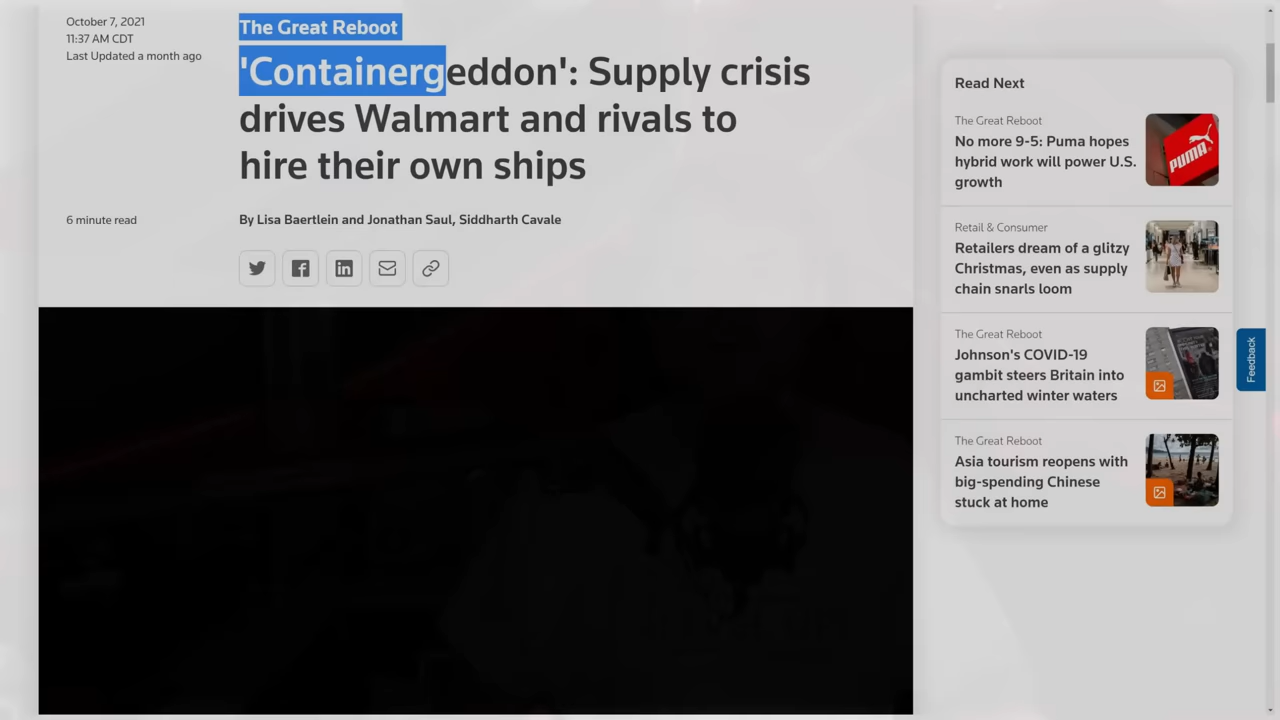 October 7, 2021
11:37 AM CDT
Last Updated a month ago
The Great Reboot
'Containergeddon': Supply crisis
drives Walmart and rivals to
hire their own ships
6 minute read
By Lisa Baertlein and Jonathan Saul, Siddharth Cavale
Read Next
The Great Reboot
No more 9-5: Puma hopes
hybrid work will power U.S.
growth
PUMA
Retail & Consumer
Retailers dream of a glitzy
Christmas, even as supply
chain snarls loom
The Great Reboot
Johnson's COVID-19
gambit steers Britain into
uncharted winter waters
The Great Reboot
Asia tourism reopens with
big-spending Chinese
stuck at home
Feedback